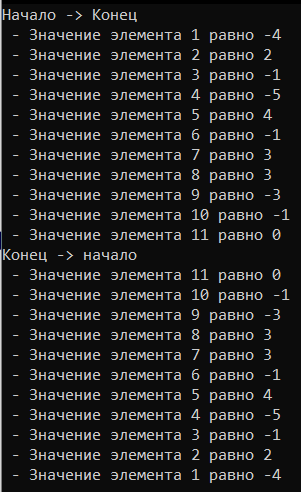 Начало -> Конец
- Значение элемента 1 равно -4
- Значение элемента 2 равно 2
- Значение элемента 3 равно -1
- Значение элемента 4 равно -5
- Значение элемента 5 равно 4
- Значение элемента 6 равно -1
- Значение элемента 7 равно 3
- Значение элемента 8 равно 3
- Значение элемента 9 равно -3
- Значение элемента 10 равно -1
- Значение элемента 11 равно 0
Конец -> начало
- Значение элемента 11 равно 0
- Значение элемента 10 равно -1
- Значение элемента 9 равно -3
- Значение элемента 8 равно 3
- Значение элемента 7 равно 3
- Значение элемента 6 равно -1
- Значение элемента 5 равно 4
- Значение элемента 4 равно -5
- Значение элемента 3 равно -1
- Значение элемента 2 равно 2
- Значение элемента 1 равно -4